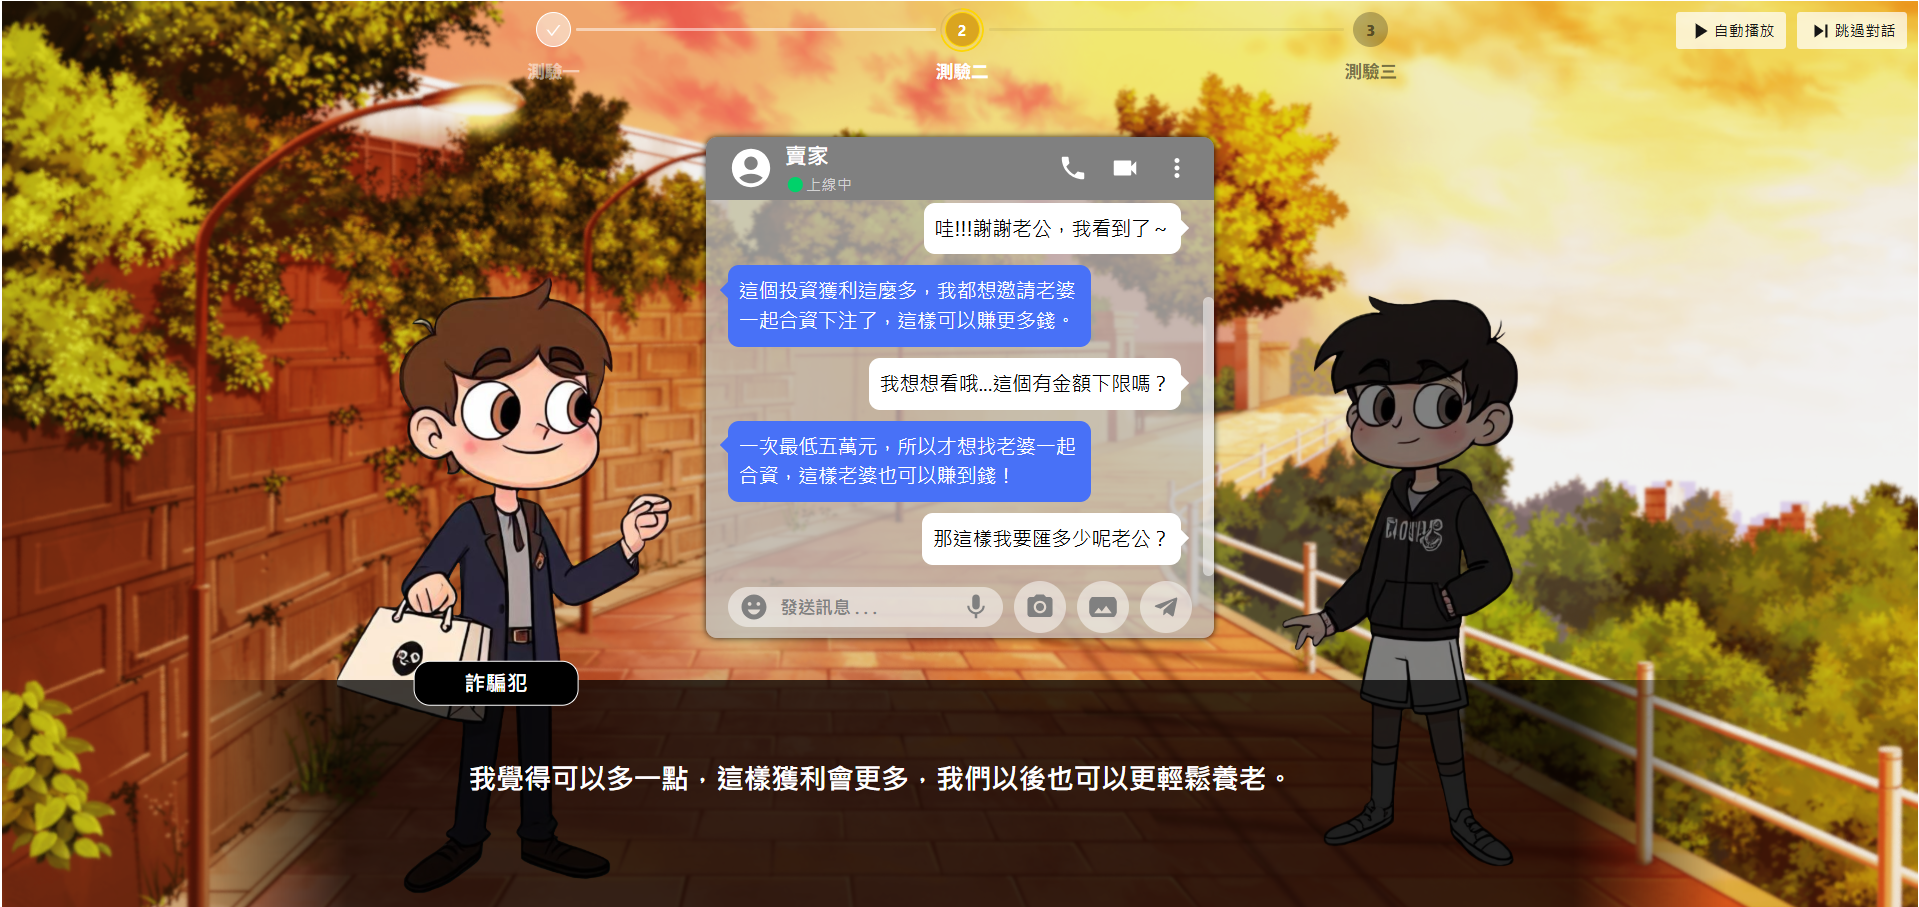 測驗一
2
測驗二
3
測驗三
自動播放
跳過對話
賣家
上線中
哇!!!謝謝老公，我看到了~
這個投資獲利這麼多，我都想邀請老婆
一起合資下注了，這樣可以賺更多錢。
我想想看哦...這個有金額下限嗎？
一次最低五萬元，所以才想找老婆一起
合資，這樣老婆也可以賺到錢！
那這樣我要匯多少呢老公？
發送訊息...
詐騙犯
我覺得可以多一點，這樣獲利會更多，我們以後也可以更輕鬆養老。